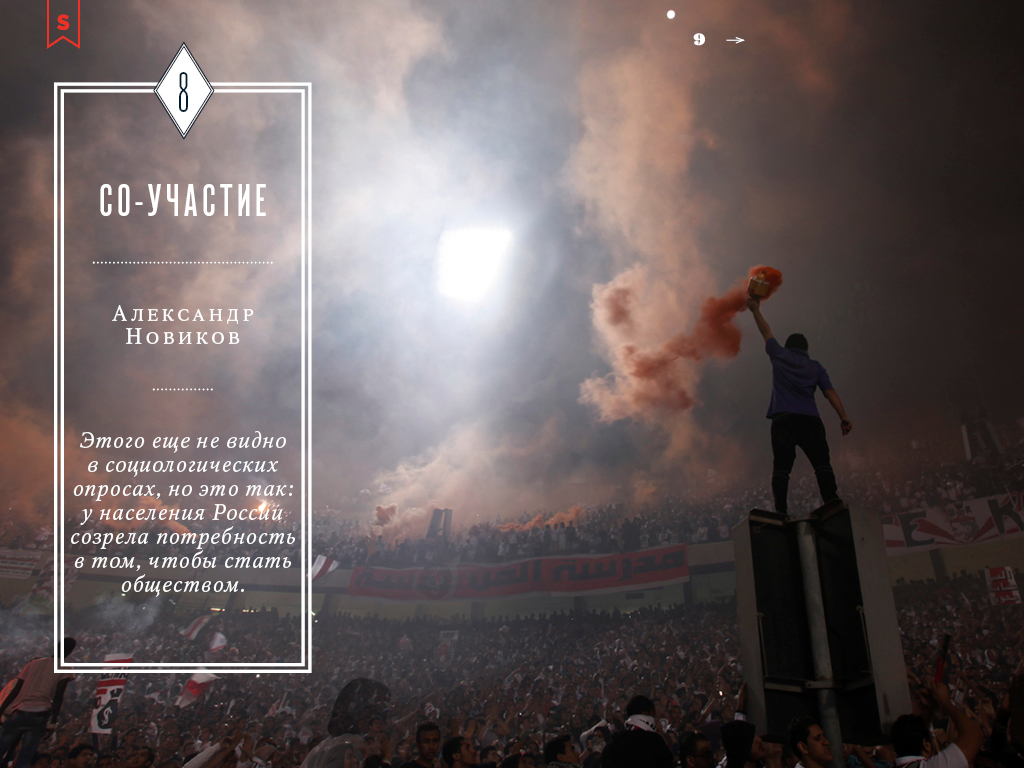 S
9 →
8
СО-УЧАСТИЕ
Александр
Новиков
Этого еще не видно
в социологических
опросах, но это так:
у населения России
созрела потребность
в том, чтобы стать
обществом.